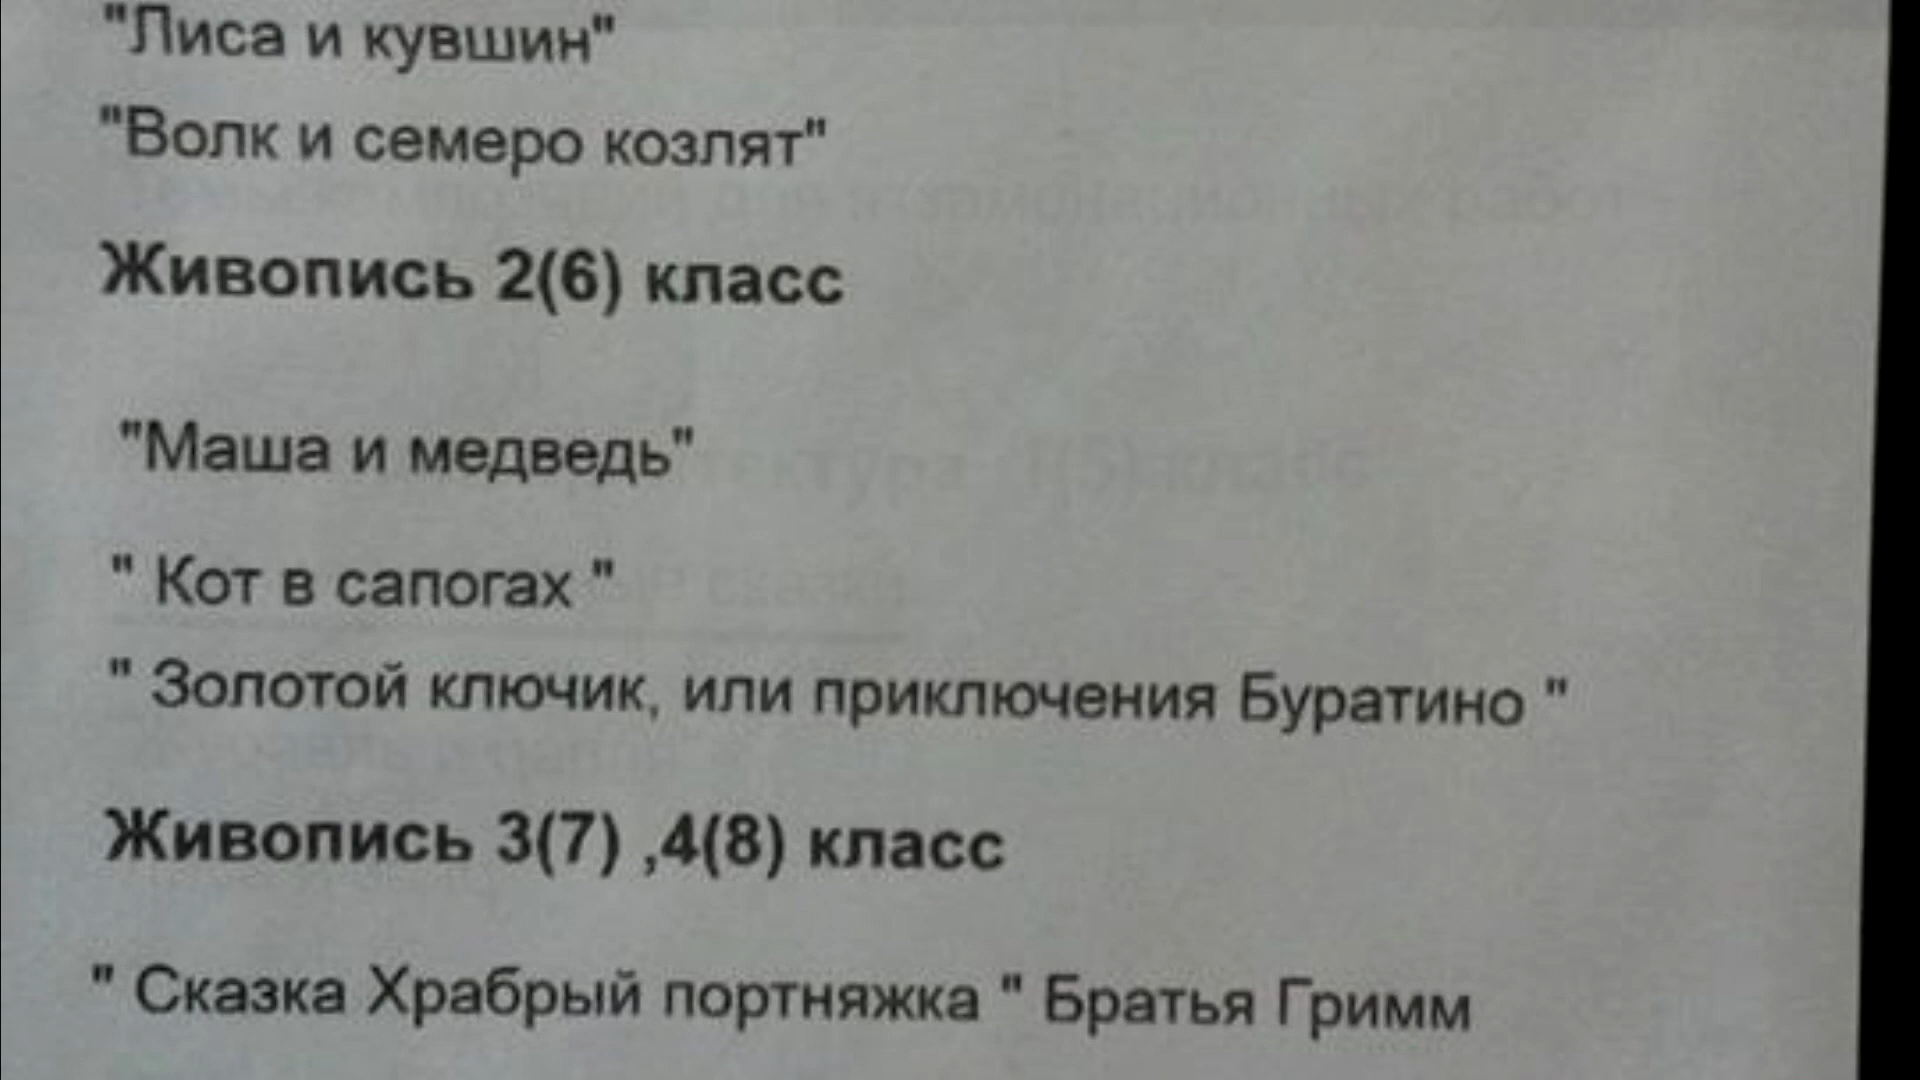 "Лиса и кувшин"
"Волк и семеро козлят"
Живопись 2(6) класс
"Маша и медведь"
" Кот в сапогах "
" Золотой ключик, или приключения Буратино "
Живопись 3(7) ,4(8) класс
" Сказка Храбрый портняжка " Братья Гримм